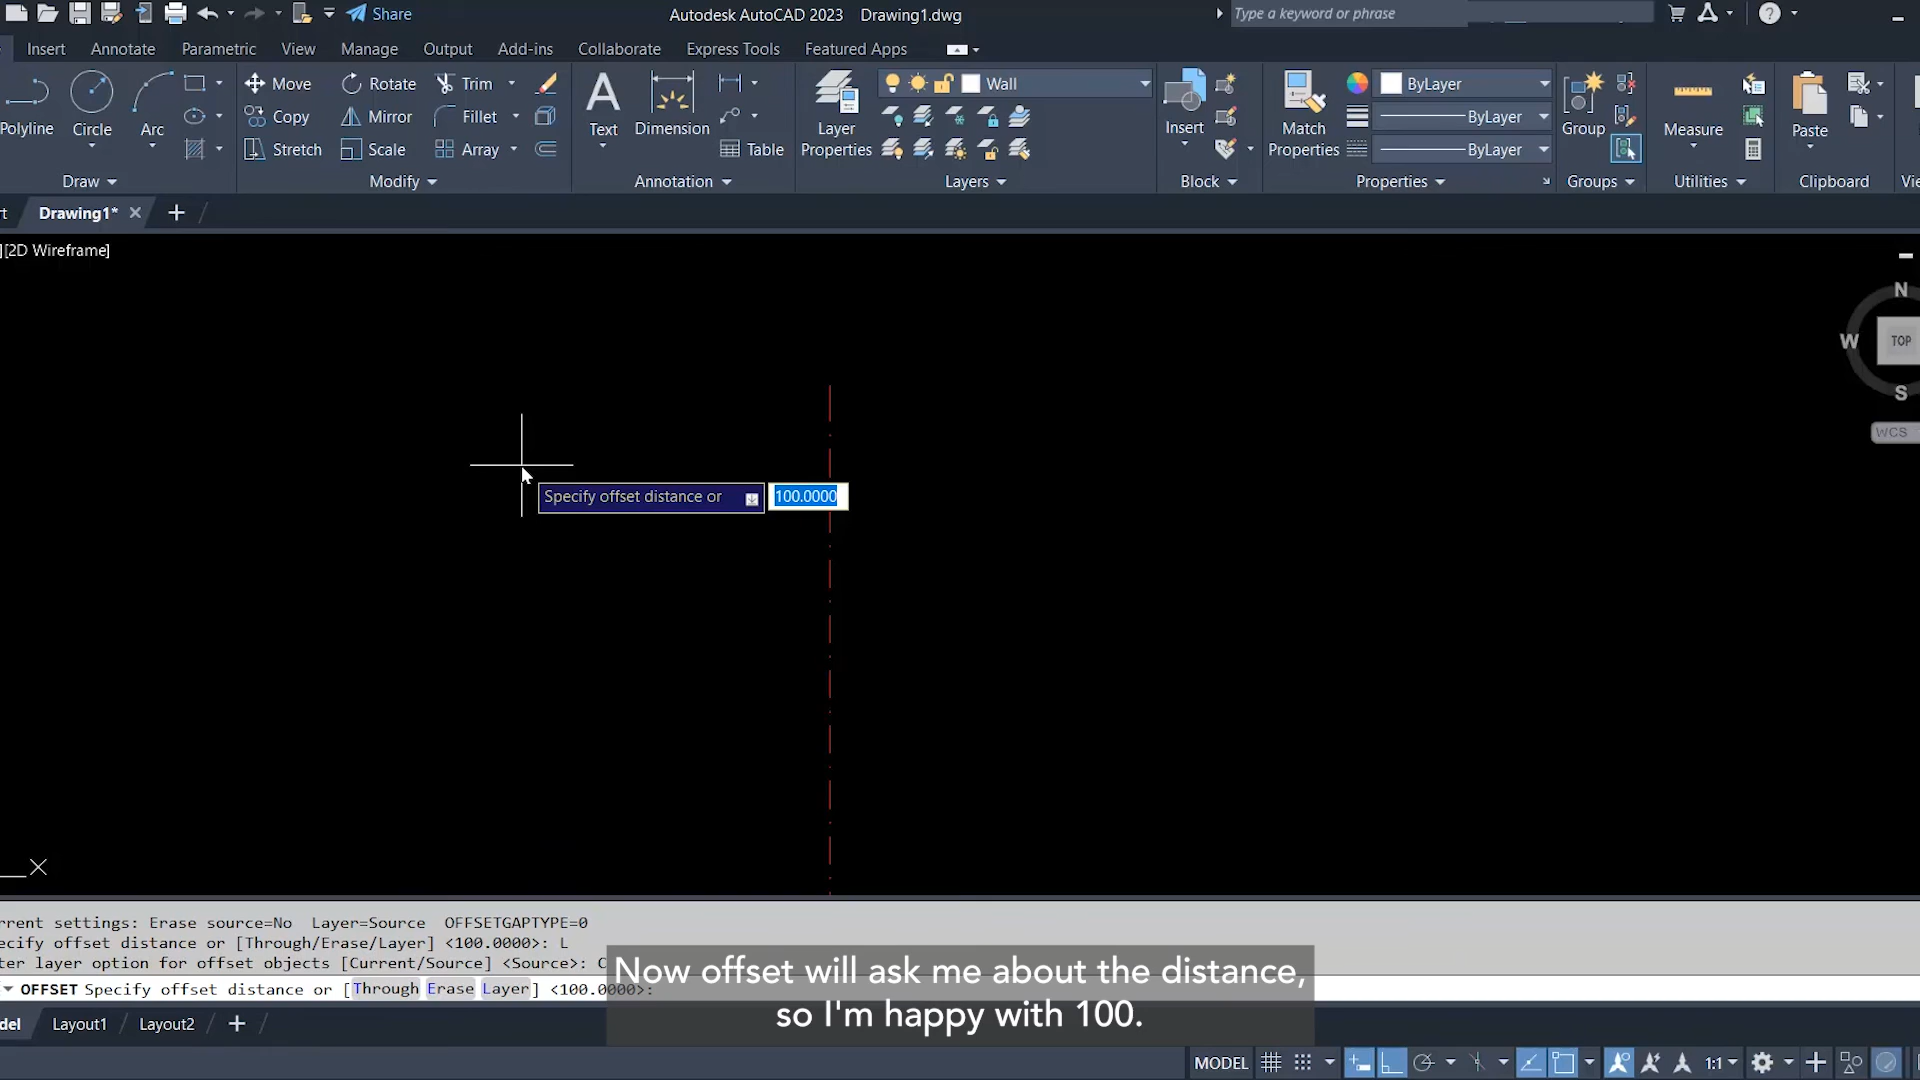 Share
Autodesk AutoCAD 2023 Drawing1.dwg
Type a keyword or phrase
Insert Annotate Parametric View Manage Output Add-ins Collaborate Express Tools Featured Apps
Move Rotate Trim
Wall
ByLayer
Copy Mirror Fillet
ByLayer
Polyline Circle Arc
Text Dimension
Layer
Properties
Insert
Match
Properties
Group
Measure
Paste
Stretch Scale Array
Table
ByLayer
Draw Modify Annotation Layers Block Properties Groups Utilities Clipboard
Drawing1*
][2D Wireframe]
N
W
TOP
S
WCS
Specify offset distance or 100.0000
rrent settings: Erase source=No Layer=Source OFFSETGAPTYPE=0
ecify offset distance or [Through/Erase/Layer] <100.0000>: L
ter layer option for offset objects [Current/Source] <Source>: C
OFFSET Specify offset distance or [Through Erase Layer] <100.0000>:
Now offset will ask me about the distance,
so I'm happy with 100.
del Layout1 Layout2
MODEL 1:1